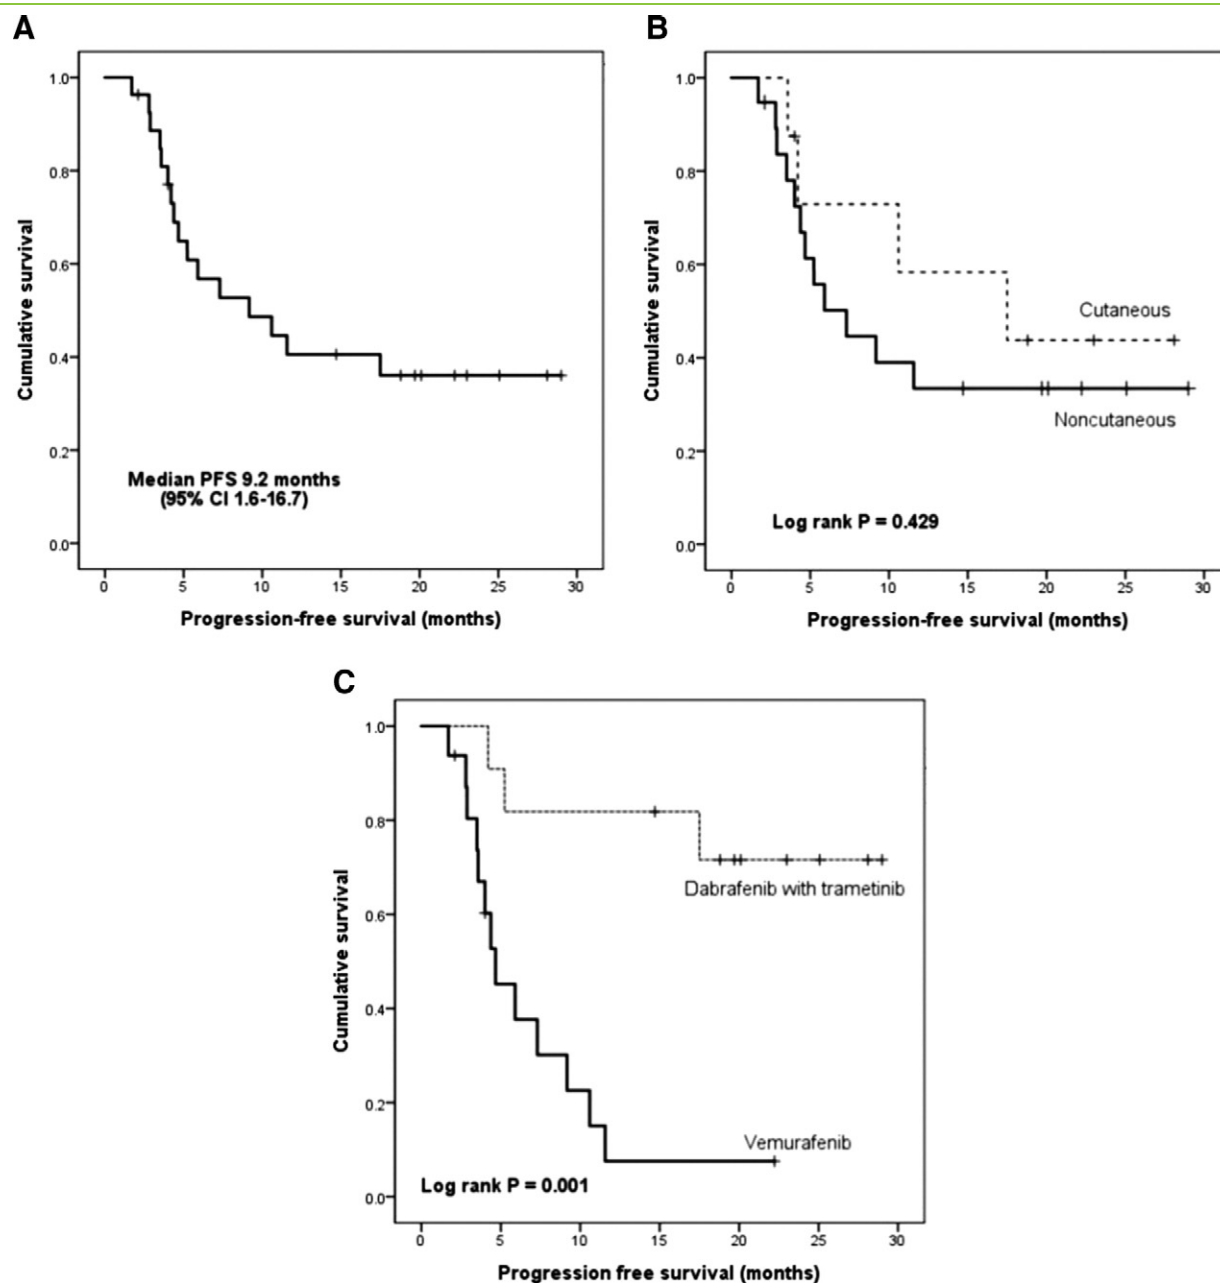 A
1.0
0.8
0.6
0.4
0.2
0.0
Cumulative survival
Median PFS 9.2 months
(95% CI 1.6-16.7)
0 5 10 15 20 25 30
Progression-free survival (months)
B
1.0
0.8
0.6
0.4
0.2
0.0
Cumulative survival
Cutaneous
Noncutaneous
Log rank P = 0.429
0 5 10 15 20 25 30
Progression-free survival (months)
C
1.0
0.8
0.6
0.4
0.2
0.0
Cumulative survival
Dabrafenib with trametinib
Vemurafenib
Log rank P = 0.001
0 5 10 15 20 25 30
Progression free survival (months)